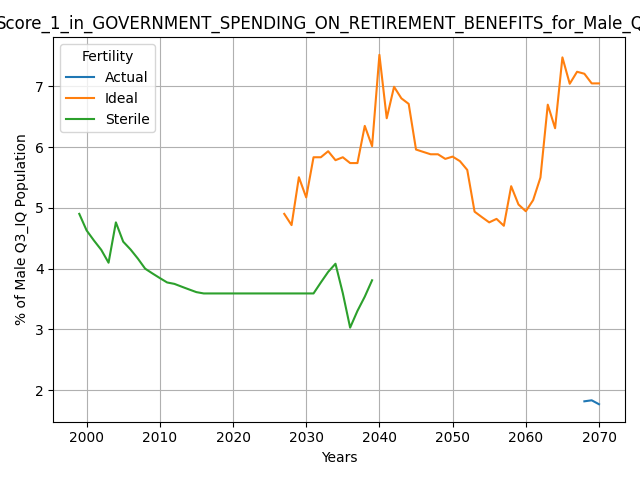 Score_1_in_GOVERNMENT_SPENDING_ON_RETIREMENT_BENEFITS_for_Male_Q
Fertility
Actual
Ideal
Sterile
% of Male Q3_IQ Population
7
6
5
4
3
2
2000 2010 2020 2030 2040 2050 2060 2070
Years